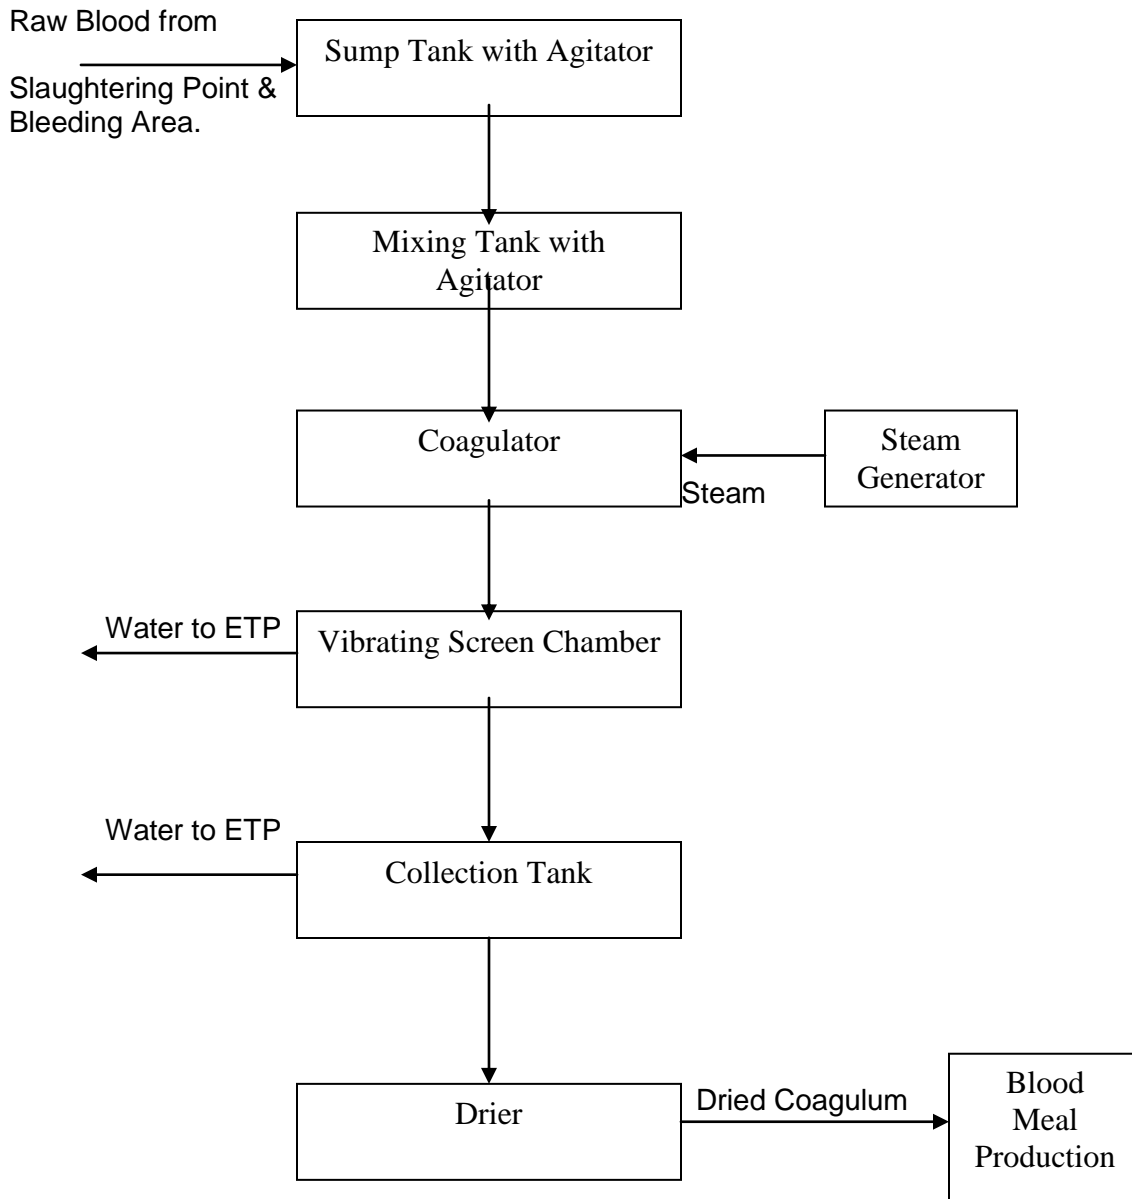 Raw Blood from
Slaughtering Point &
Bleeding Area.
Sump Tank with Agitator
Mixing Tank with
Agitator
Coagulator
Steam
Steam
Generator
Water to ETP
Vibrating Screen Chamber
Water to ETP
Collection Tank
Drier
Dried Coagulum
Blood
Meal
Production